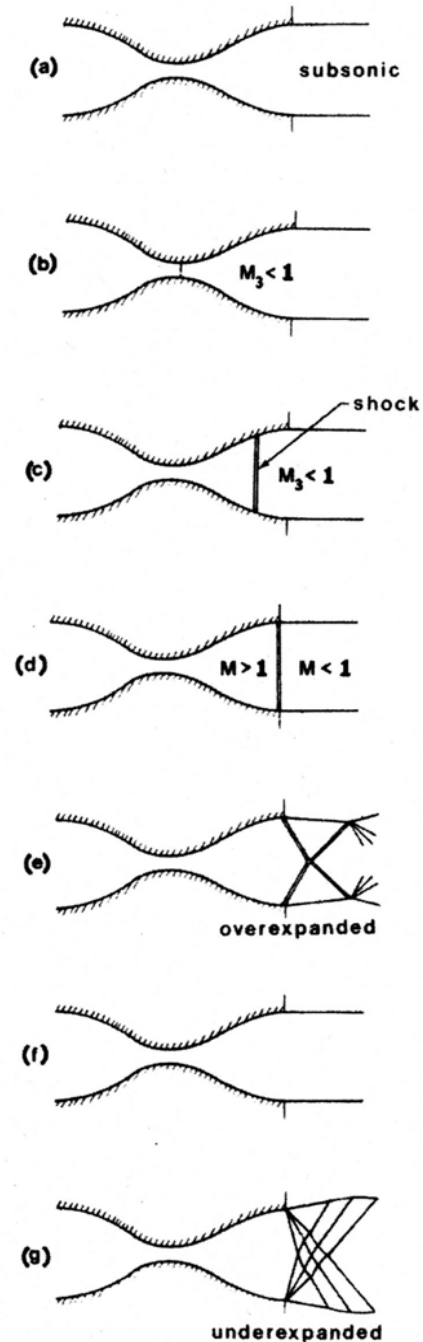 (a)
subsonic
(b)
M₃ < 1
shock
(c)
M₃ < 1
(d)
M > 1
M < 1
(e)
overexpanded
(f)
(g)
underexpanded